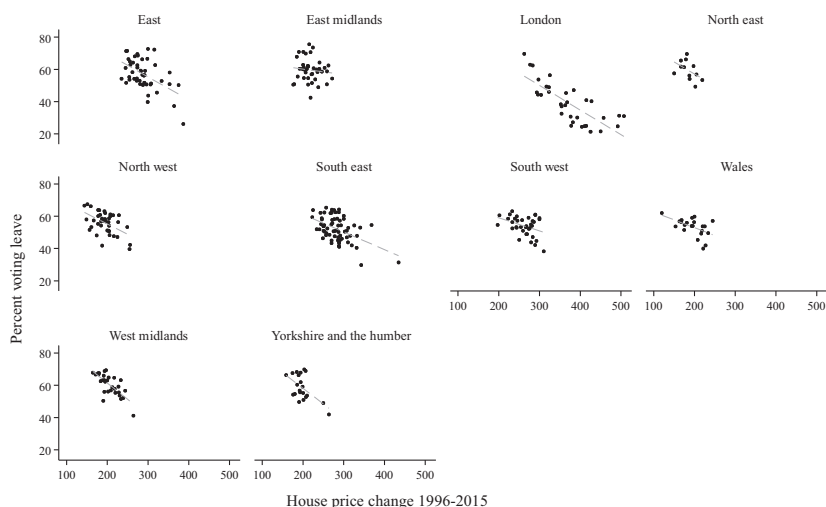 East East midlands London North east
80
60
40
20
North west South east South west Wales
80
60
40
20
100 200 300 400 500 100 200 300 400 500
West midlands Yorkshire and the humber
80
60
40
20
100 200 300 400 500 100 200 300 400 500
Percent voting leave
House price change 1996-2015